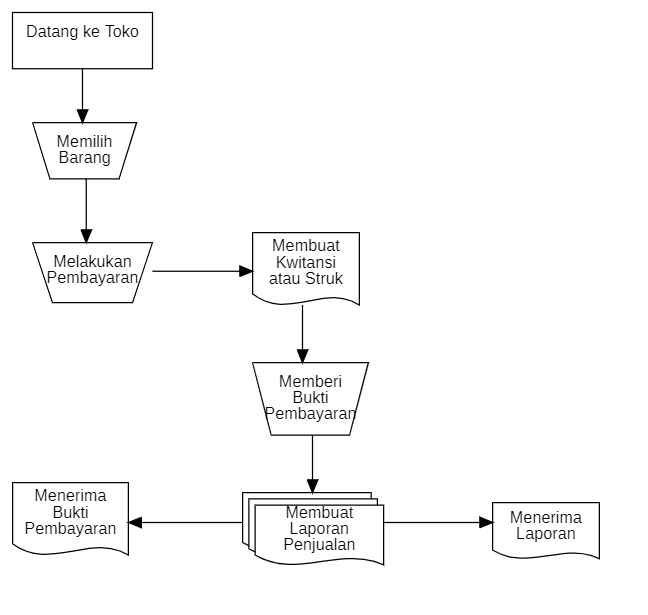 Datang ke Toko
Memilih
Barang
Melakukan
Pembayaran
Membuat
Kwitansi
atau Struk
Memberi
Bukti
Pembayaran
Menerima
Bukti
Pembayaran
Membuat
Laporan
Penjualan
Menerima
Laporan